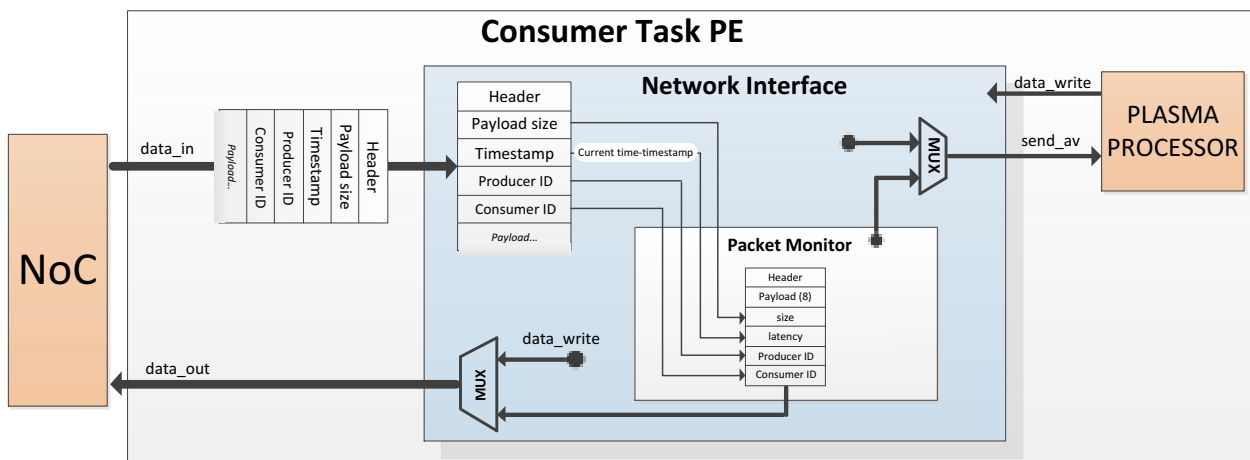 Consumer Task PE
Network Interface
NoC
data_in
Payload...
Consumer ID
Producer ID
Timestamp
Payload size
Header
Header
Payload size
Timestamp
Current time-timestamp
Producer ID
Consumer ID
Payload...
MUX
data_write
send_av
PLASMA
PROCESSOR
Packet Monitor
Header
Payload (8)
size
latency
Producer ID
Consumer ID
data_write
MUX
data_out